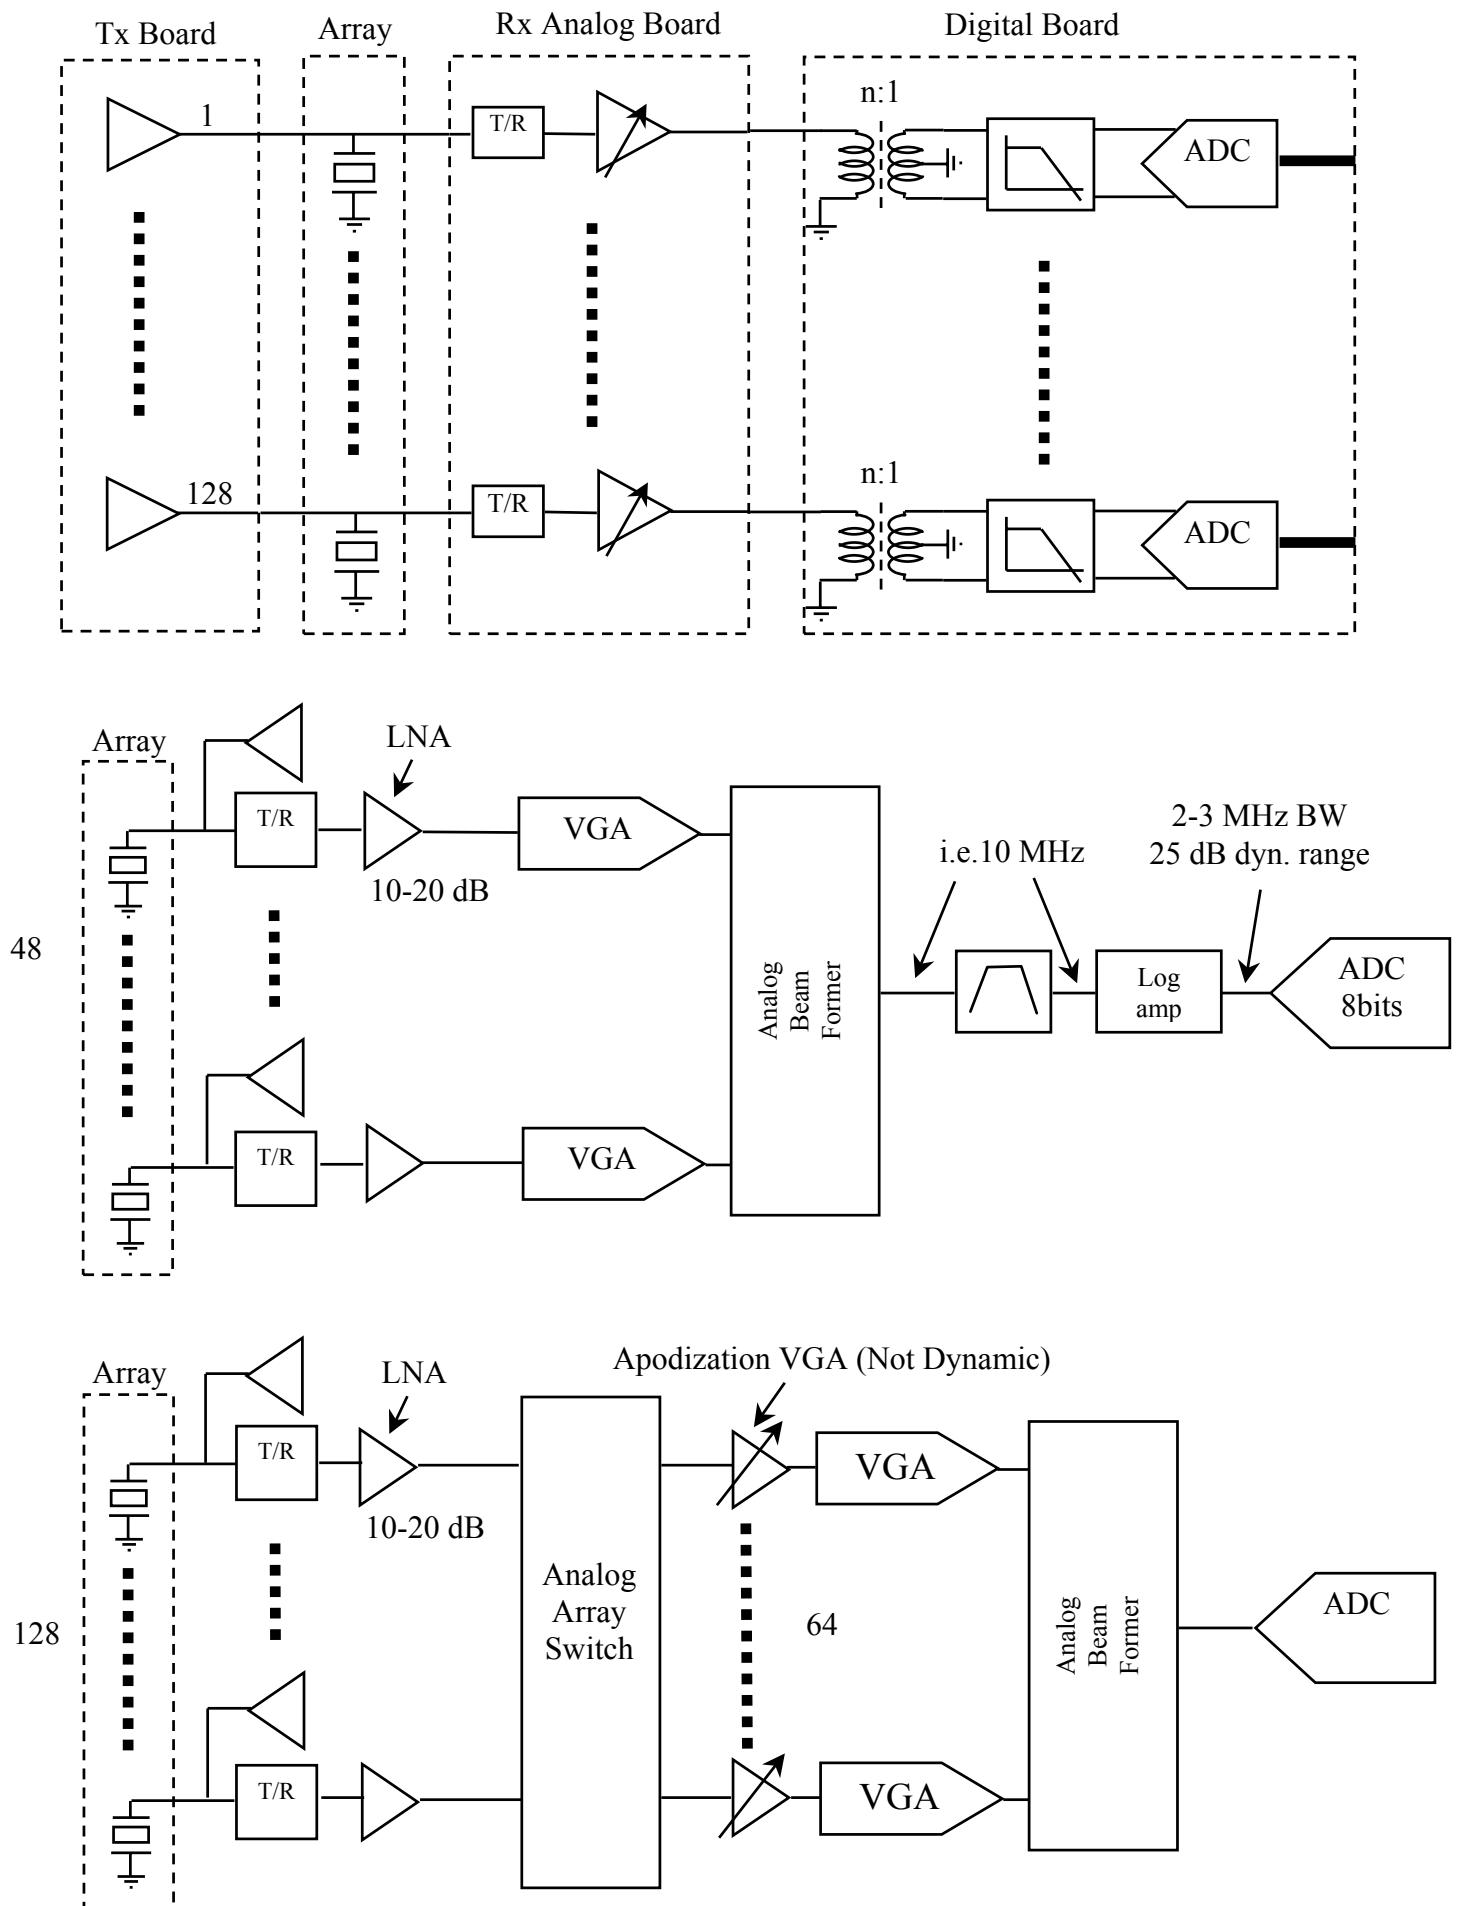 Tx Board
Array
Rx Analog Board
Digital Board
1
T/R
n:1
ADC
128
T/R
n:1
ADC
Array
LNA
T/R
VGA
10-20 dB
48
Analog
Beam
Former
i.e.10 MHz
2-3 MHz BW
25 dB dyn. range
Log
amp
ADC
8bits
T/R
VGA
Array
LNA
Apodization VGA (Not Dynamic)
T/R
10-20 dB
VGA
128
Analog
Array
Switch
64
Analog
Beam
Former
ADC
T/R
VGA